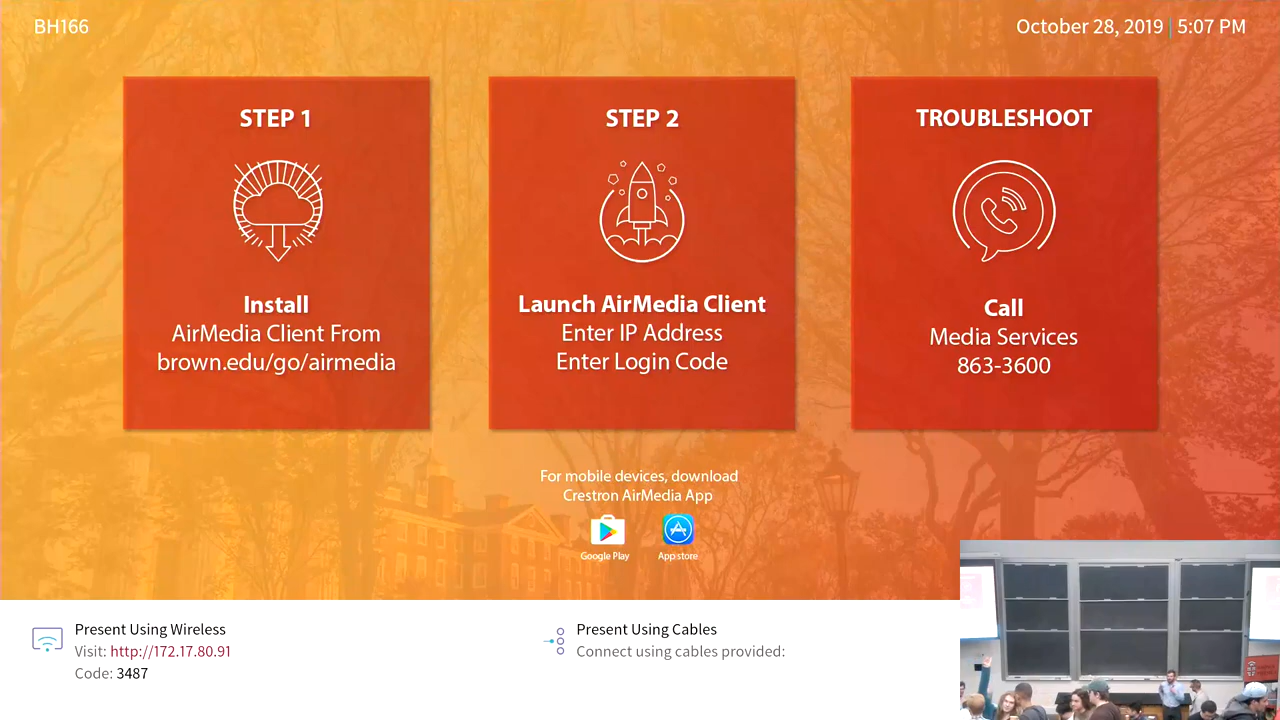 BH166
October 28, 2019 | 5:07 PM
STEP 1
Install
AirMedia Client From
brown.edu/go/airmedia
STEP 2
Launch AirMedia Client
Enter IP Address
Enter Login Code
TROUBLESHOOT
Call
Media Services
863-3600
For mobile devices, download
Crestron AirMedia App
Google Play
App store
Present Using Wireless
Visit: http://172.17.80.91
Code: 3487
Present Using Cables
Connect using cables provided: